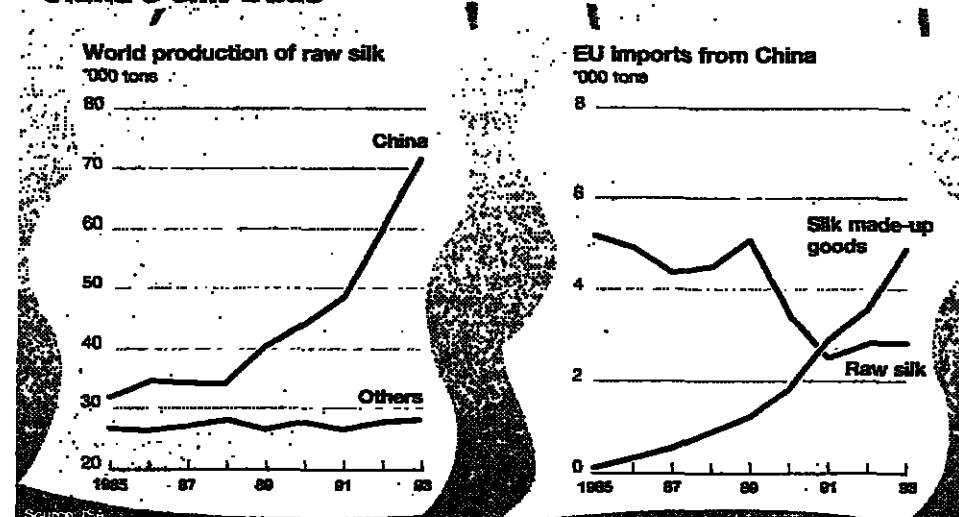 World production of raw silk
'000 tons
80
70
60
50
40
30
20
China
Others
1985 87 89 91 93
EU imports from China
'000 tons
8
6
4
2
0
Silk made-up
goods
Raw silk
1985 87 89 91 93